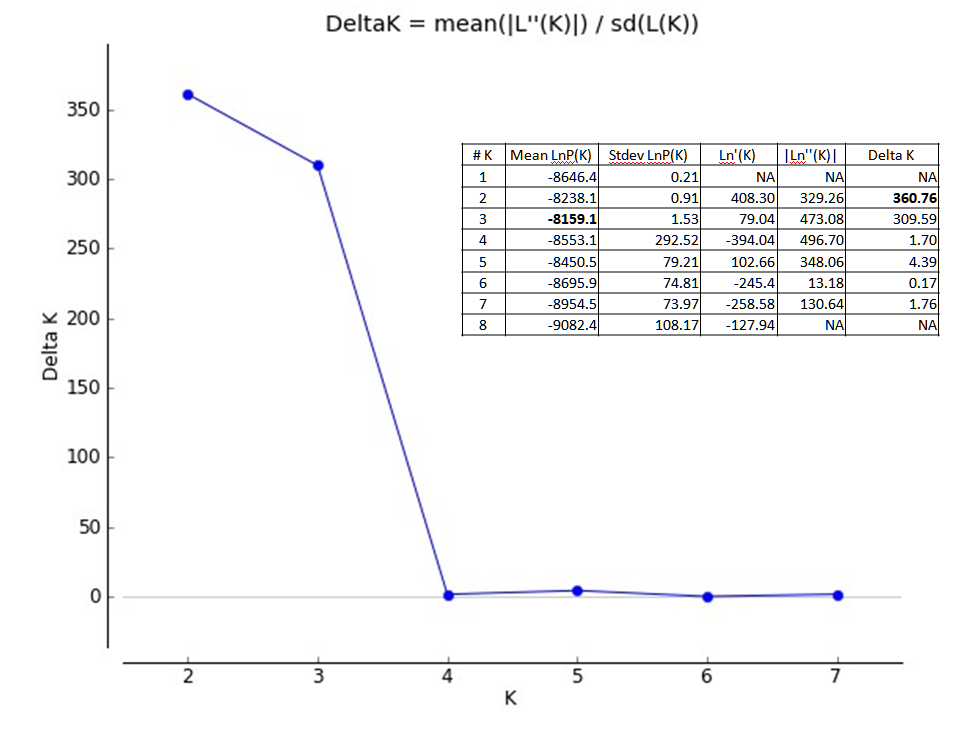 DeltaK = mean(|L''(K)|) / sd(L(K))
350
300
250
200
150
100
50
0
Delta K
# K Mean LnP(K) Stdev LnP(K) Ln'(K) |Ln''(K)| Delta K
1 -8646.4 0.21 NA NA NA
2 -8238.1 0.91 408.30 329.26 360.76
3 -8159.1 1.53 79.04 473.08 309.59
4 -8553.1 292.52 -394.04 496.70 1.70
5 -8450.5 79.21 102.66 348.06 4.39
6 -8695.9 74.81 -245.4 13.18 0.17
7 -8954.5 73.97 -258.58 130.64 1.76
8 -9082.4 108.17 -127.94 NA NA
2 3 4 5 6 7
K